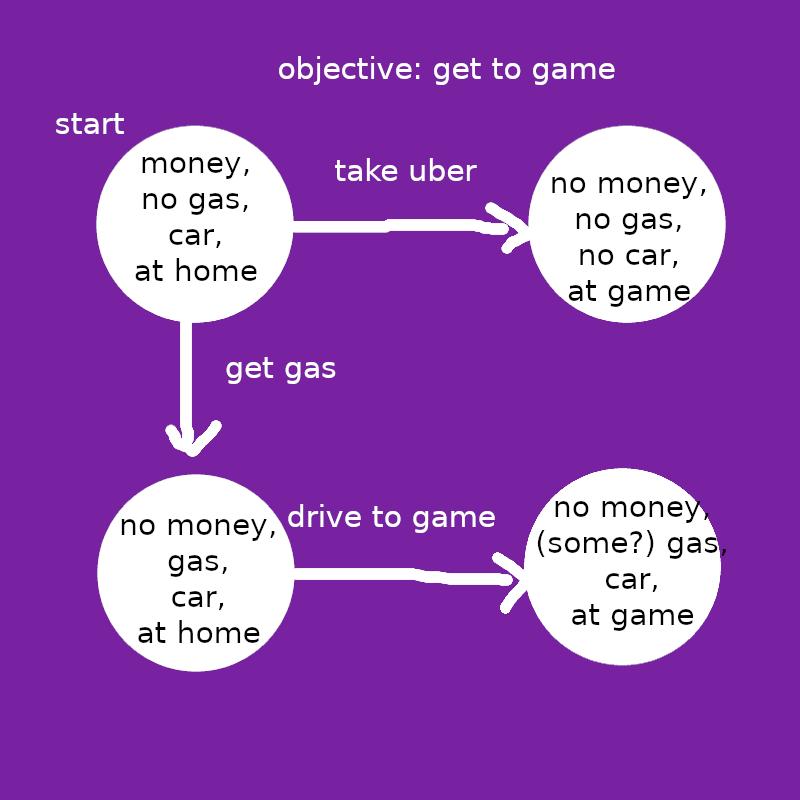 objective: get to game
start
money,
no gas,
car,
at home
take uber
no money,
no gas,
no car,
at game
get gas
no money,
gas,
car,
at home
drive to game
no money,
(some?) gas,
car,
at game